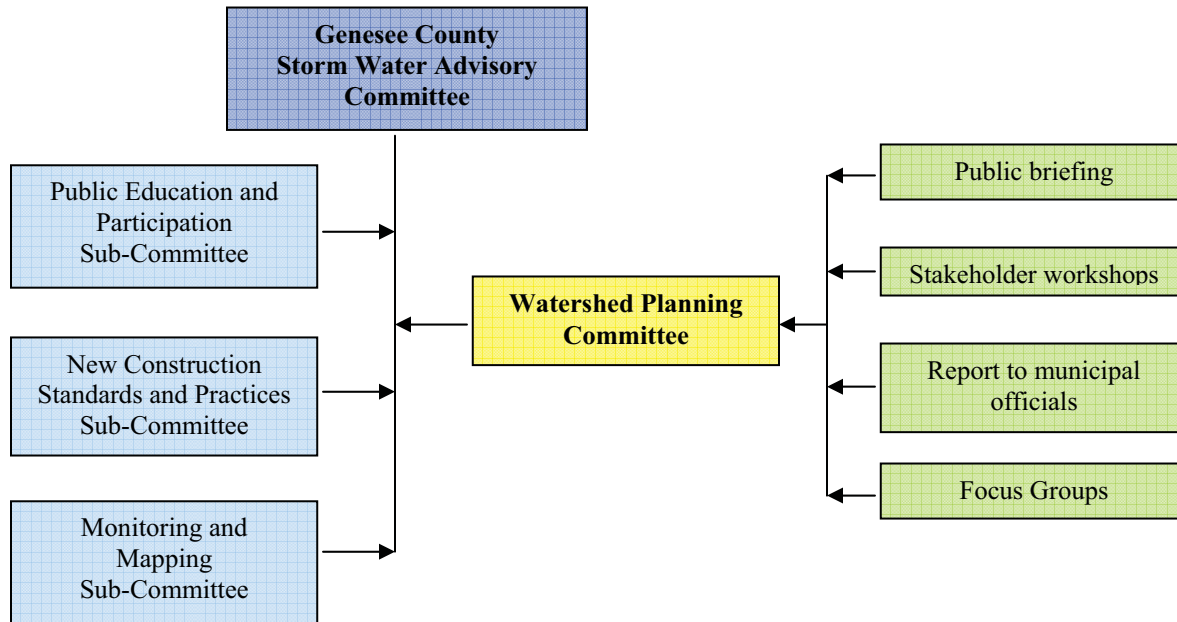 Genesee County
Storm Water Advisory
Committee
Public Education and
Participation
Sub-Committee
New Construction
Standards and Practices
Sub-Committee
Monitoring and
Mapping
Sub-Committee
Watershed Planning
Committee
Public briefing
Stakeholder workshops
Report to municipal
officials
Focus Groups